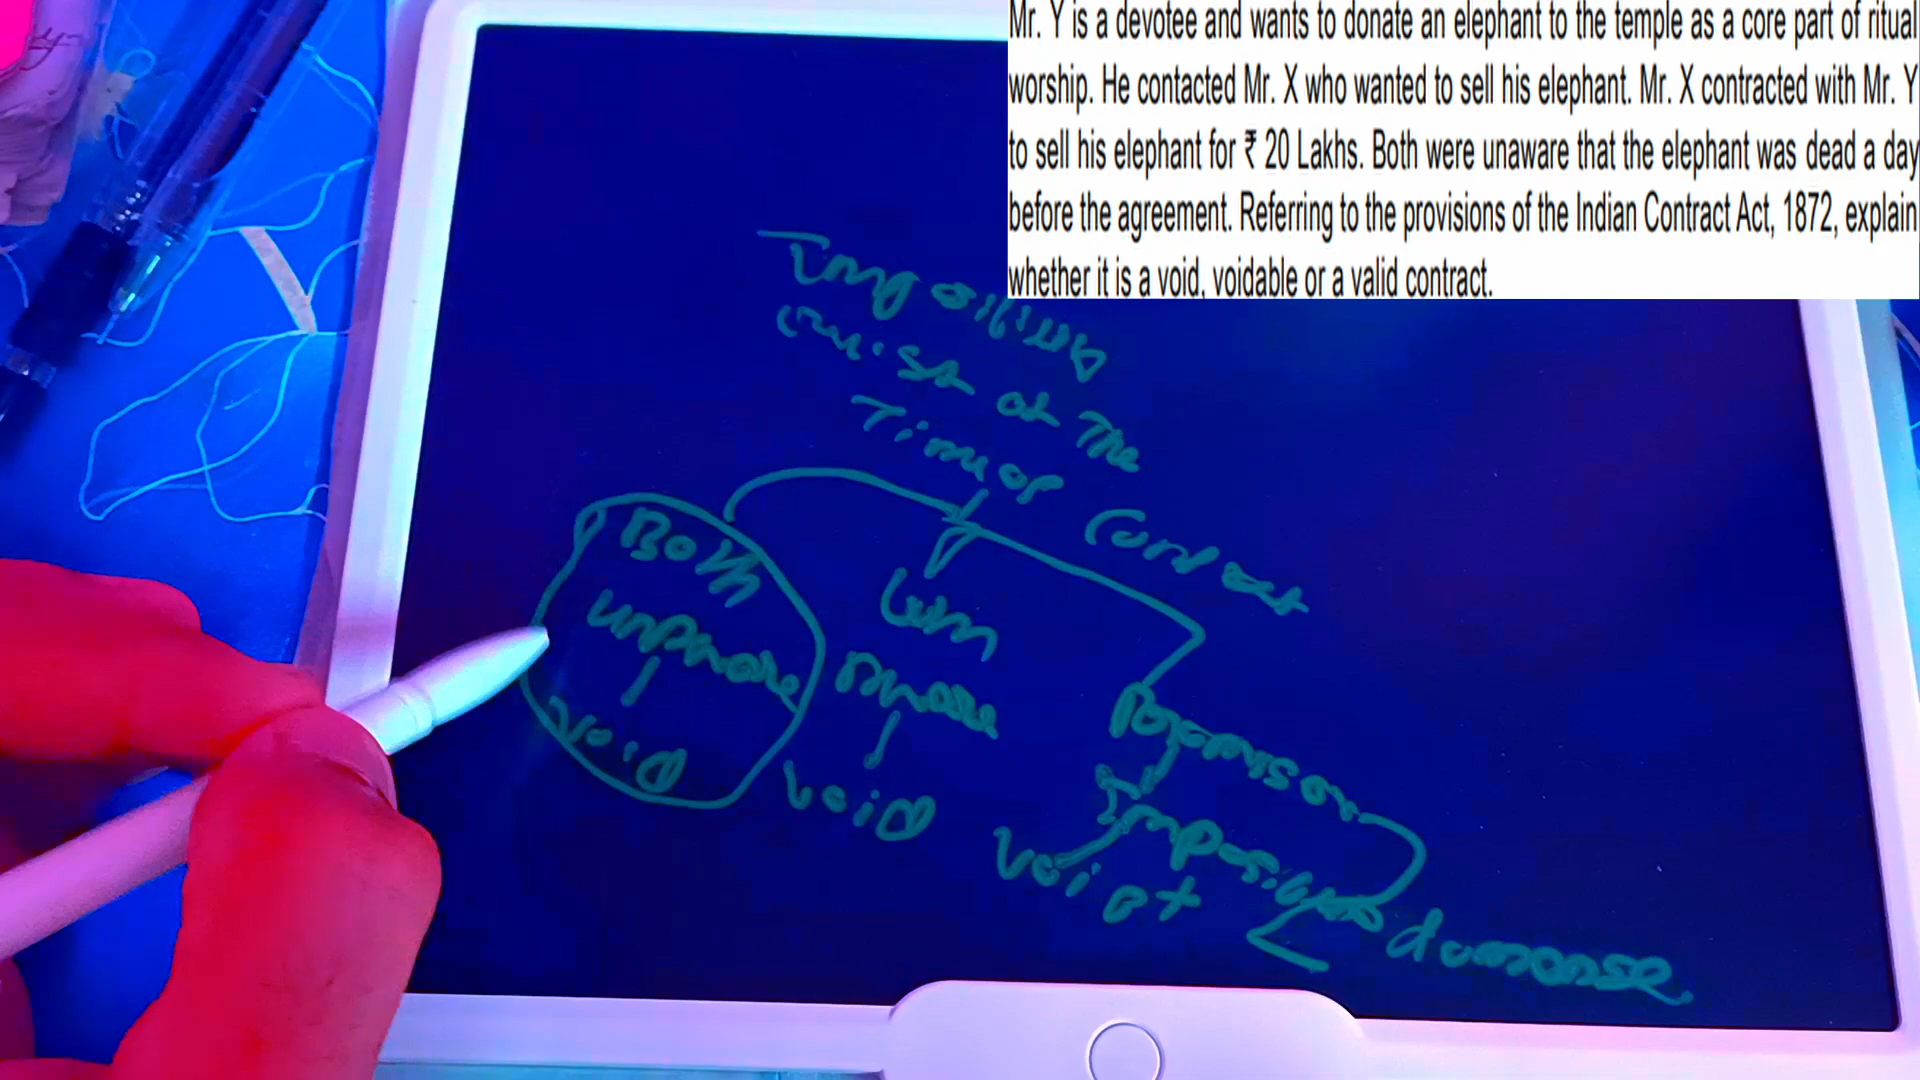 Mr. Y is a devotee and wants to donate an elephant to the temple as a core part of ritual
worship. He contacted Mr. X who wanted to sell his elephant. Mr. X contracted with Mr. Y
to sell his elephant for ₹ 20 Lakhs. Both were unaware that the elephant was dead a day
before the agreement. Referring to the provisions of the Indian Contract Act, 1872, explain
whether it is a void, voidable or a valid contract.
at The
Time of
Both
void
void